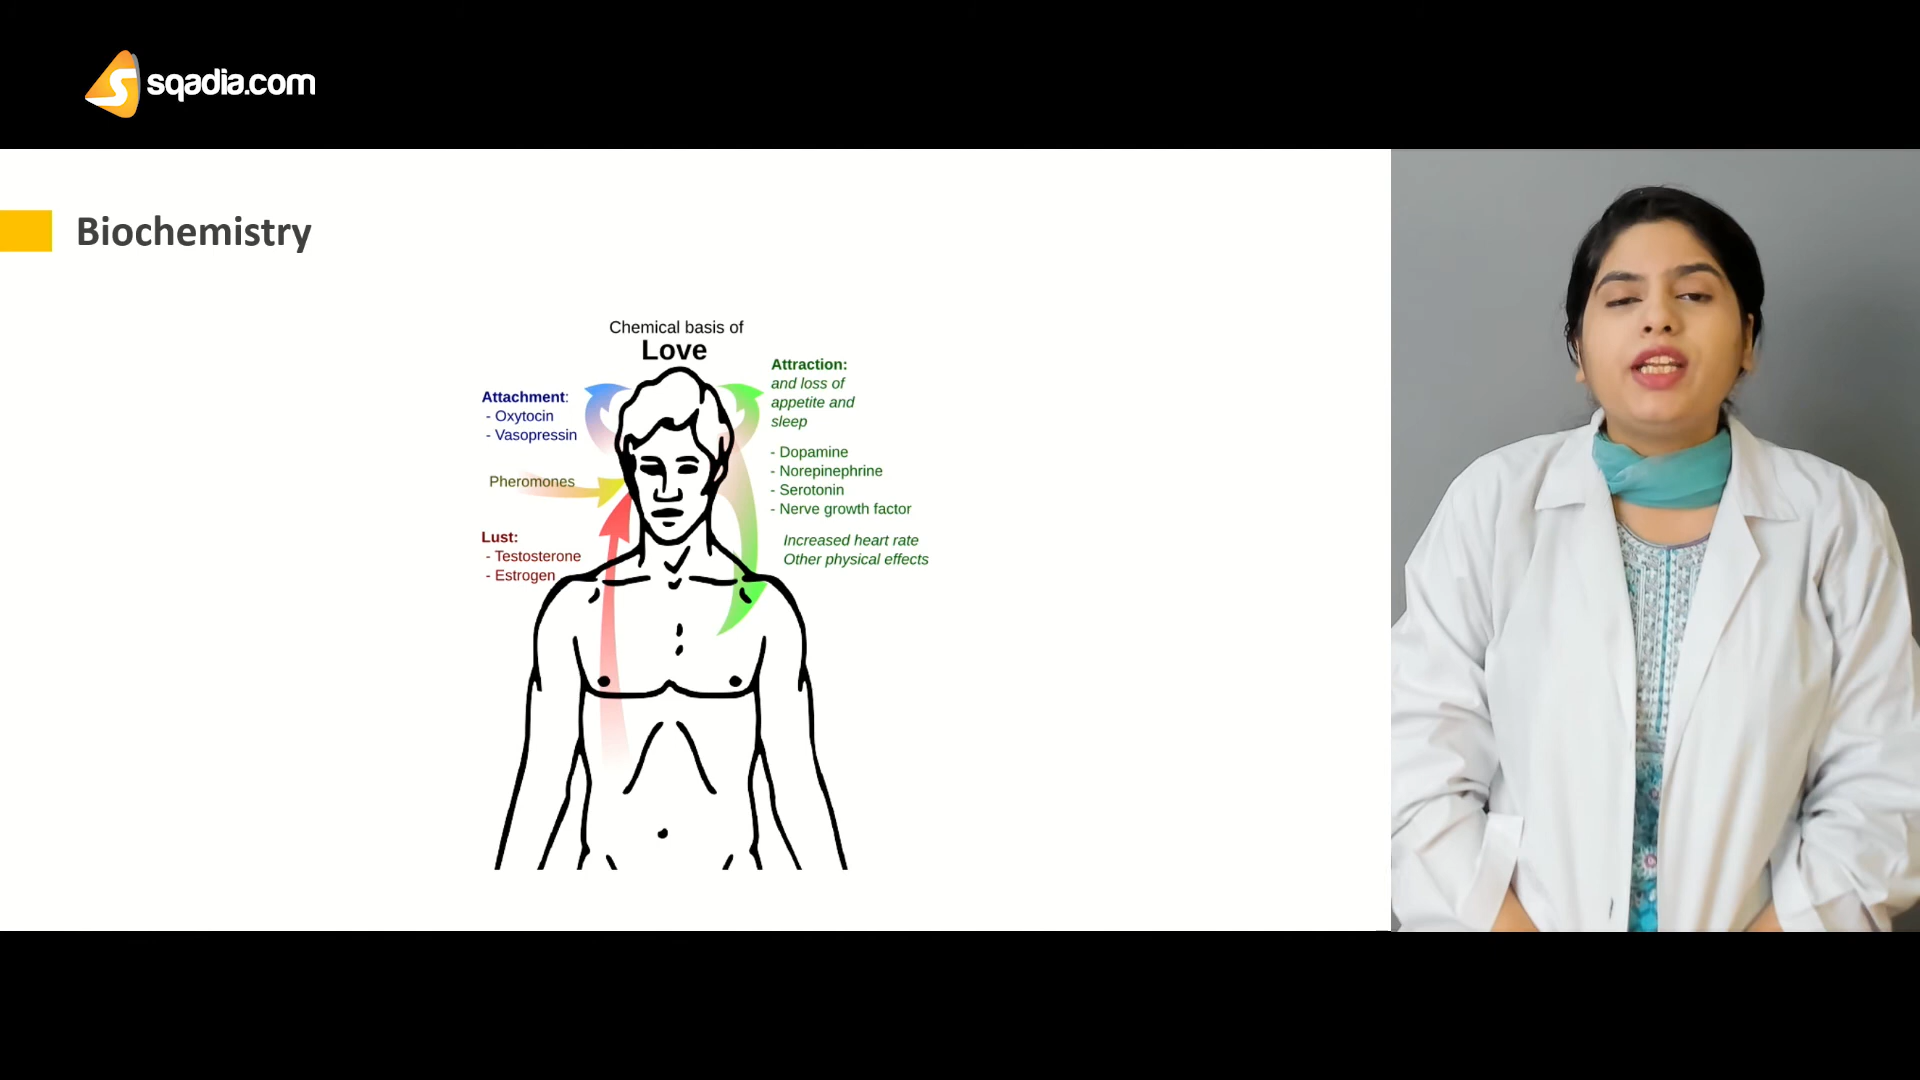 sqadia.com
Biochemistry
Chemical basis of
Love
Attachment:
- Oxytocin
- Vasopressin
Pheromones
Lust:
- Testosterone
- Estrogen
Attraction:
and loss of
appetite and
sleep
- Dopamine
- Norepinephrine
- Serotonin
- Nerve growth factor
Increased heart rate
Other physical effects